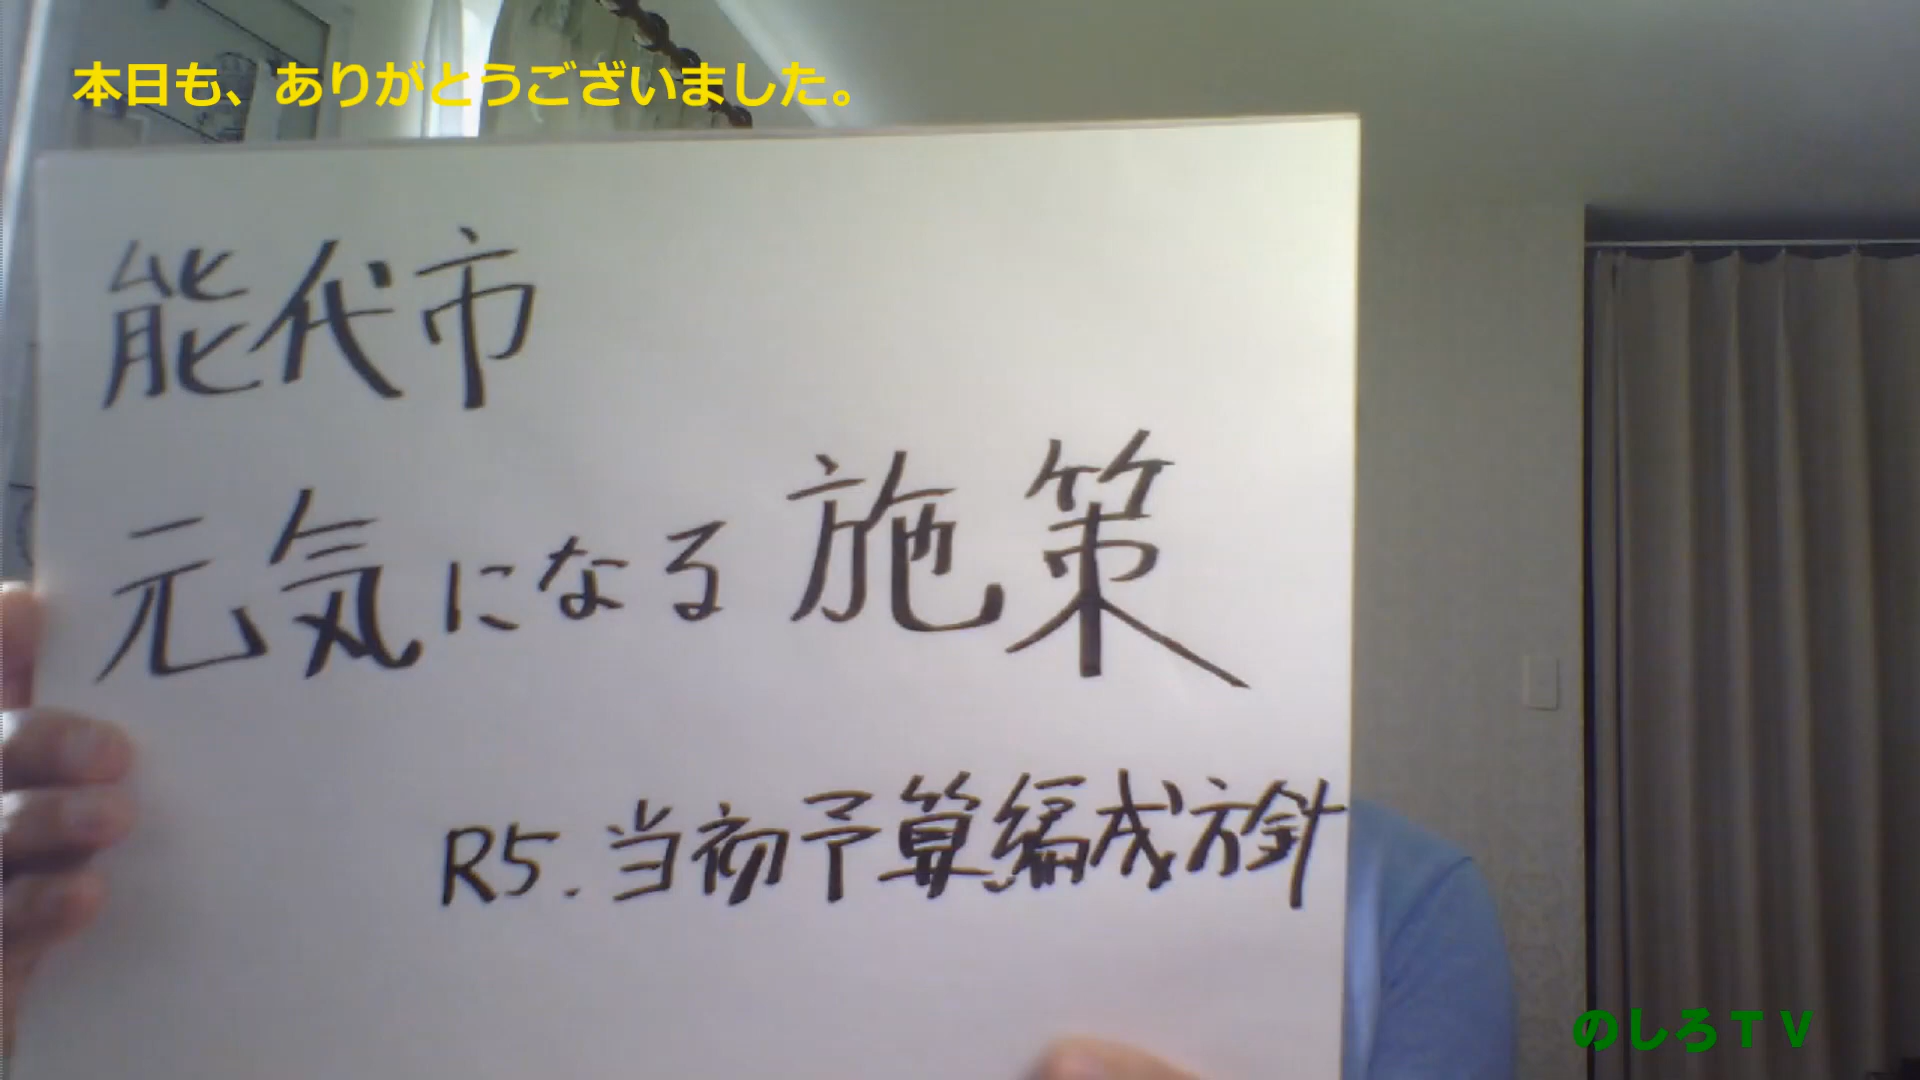 本日も、ありがとうございました。
能代市
元気になる施策
R5.当初予算編成方針
のしろTV